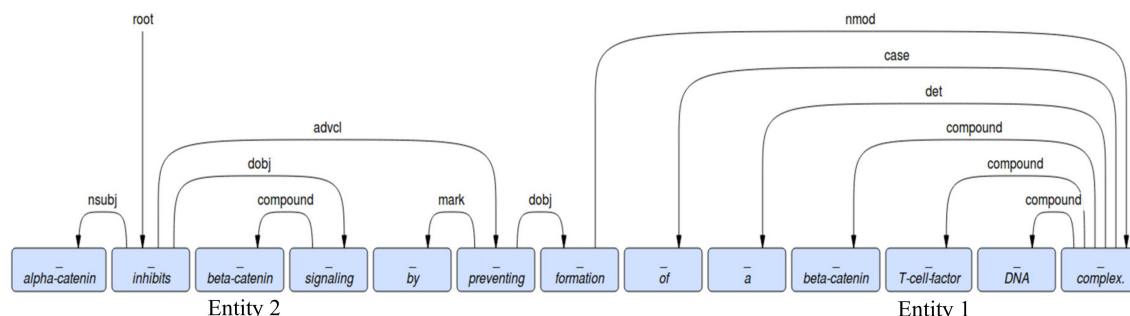 root
nmod
case
det
advcl
compound
dobj
compound
nsubj
compound
mark
dobj
compound
_ _ _ _ _ _ _ _ _ _ _ _ _
alpha-catenin inhibits beta-catenin signaling by preventing formation of a beta-catenin T-cell-factor DNA complex.
Entity 2 Entity 1